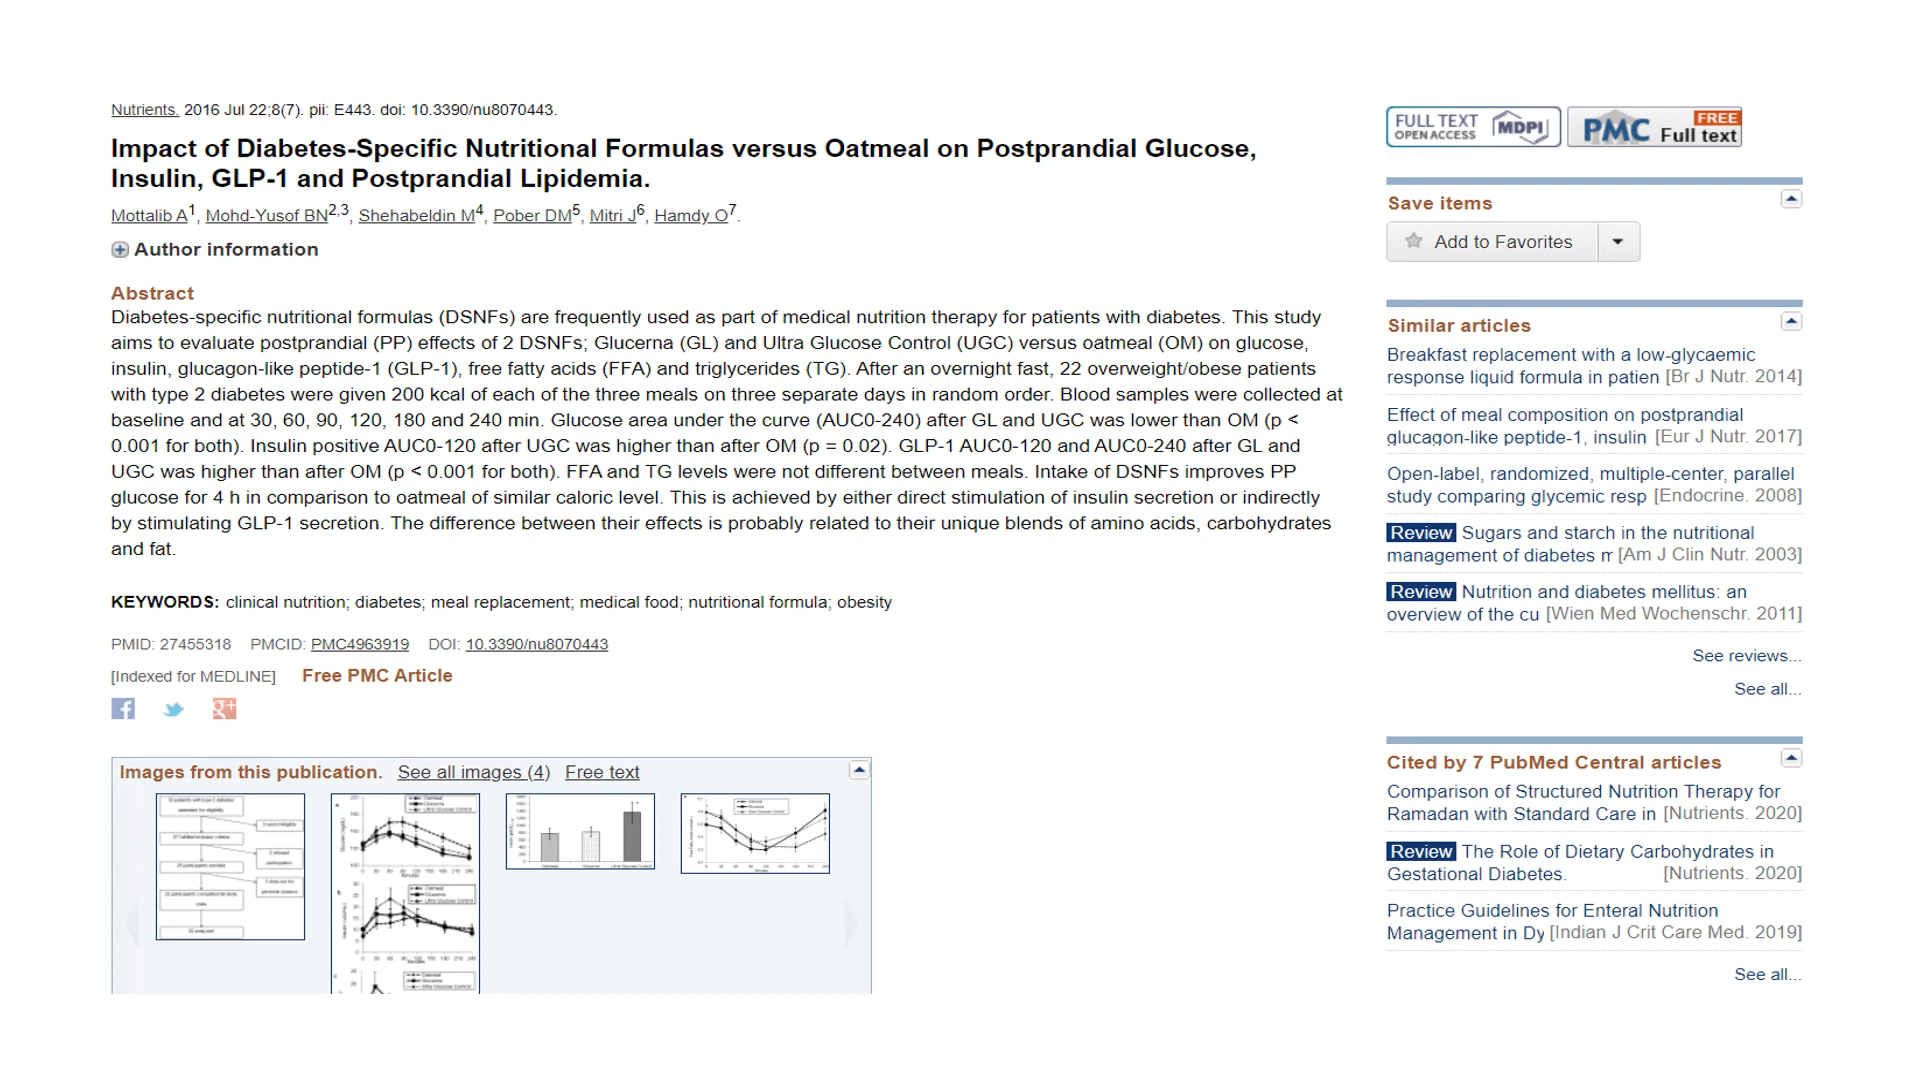 Nutrients. 2016 Jul 22;8(7). pii: E443. doi: 10.3390/nu8070443.
Impact of Diabetes-Specific Nutritional Formulas versus Oatmeal on Postprandial Glucose,
Insulin, GLP-1 and Postprandial Lipidemia.
Mottalib A1, Mohd-Yusof BN2,3, Shehabeldin M4, Pober DM5, Mitri J6, Hamdy O7.
Author information
Abstract
Diabetes-specific nutritional formulas (DSNFs) are frequently used as part of medical nutrition therapy for patients with diabetes. This study
aims to evaluate postprandial (PP) effects of 2 DSNFs; Glucerna (GL) and Ultra Glucose Control (UGC) versus oatmeal (OM) on glucose,
insulin, glucagon-like peptide-1 (GLP-1), free fatty acids (FFA) and triglycerides (TG). After an overnight fast, 22 overweight/obese patients
with type 2 diabetes were given 200 kcal of each of the three meals on three separate days in random order. Blood samples were collected at
baseline and at 30, 60, 90, 120, 180 and 240 min. Glucose area under the curve (AUC0-240) after GL and UGC was lower than OM (p <
0.001 for both). Insulin positive AUC0-120 after UGC was higher than after OM (p = 0.02). GLP-1 AUC0-120 and AUC0-240 after GL and
UGC was higher than after OM (p < 0.001 for both). FFA and TG levels were not different between meals. Intake of DSNFs improves PP
glucose for 4 h in comparison to oatmeal of similar caloric level. This is achieved by either direct stimulation of insulin secretion or indirectly
by stimulating GLP-1 secretion. The difference between their effects is probably related to their unique blends of amino acids, carbohydrates
and fat.
KEYWORDS: clinical nutrition; diabetes; meal replacement; medical food; nutritional formula; obesity
PMID: 27455318 PMCID: PMC4963919 DOI: 10.3390/nu8070443
[Indexed for MEDLINE] Free PMC Article
Images from this publication. See all images (4) Free text
FULL TEXT
OPEN ACCESS
MDPI
FREE
PMC Full text
Save items
Add to Favorites
Similar articles
Breakfast replacement with a low-glycaemic
response liquid formula in patien [Br J Nutr. 2014]
Effect of meal composition on postprandial
glucagon-like peptide-1, insulin [Eur J Nutr. 2017]
Open-label, randomized, multiple-center, parallel
study comparing glycemic resp [Endocrine. 2008]
Review Sugars and starch in the nutritional
management of diabetes m [Am J Clin Nutr. 2003]
Review Nutrition and diabetes mellitus: an
overview of the cu [Wien Med Wochenschr. 2011]
See reviews...
See all...
Cited by 7 PubMed Central articles
Comparison of Structured Nutrition Therapy for
Ramadan with Standard Care in [Nutrients. 2020]
Review The Role of Dietary Carbohydrates in
Gestational Diabetes. [Nutrients. 2020]
Practice Guidelines for Enteral Nutrition
Management in Dy [Indian J Crit Care Med. 2019]
See all...